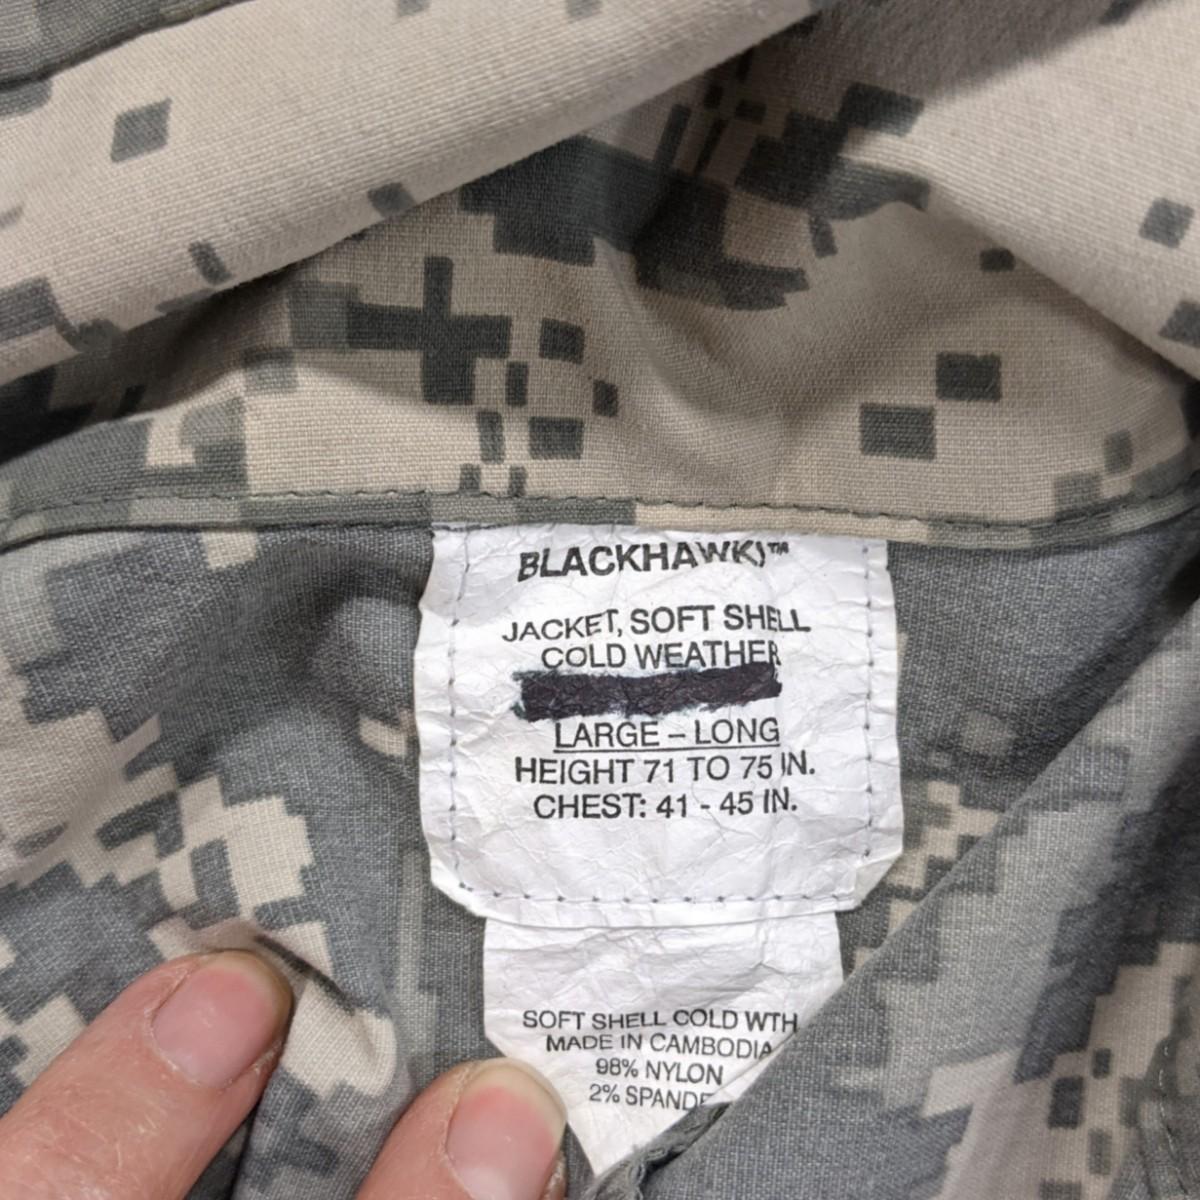 BLACKHAWK!™
JACKET, SOFT SHELL
COLD WEATHER
LARGE – LONG
HEIGHT 71 TO 75 IN.
CHEST: 41 - 45 IN.
SOFT SHELL COLD WTH
MADE IN CAMBODIA
98% NYLON
2% SPANDE